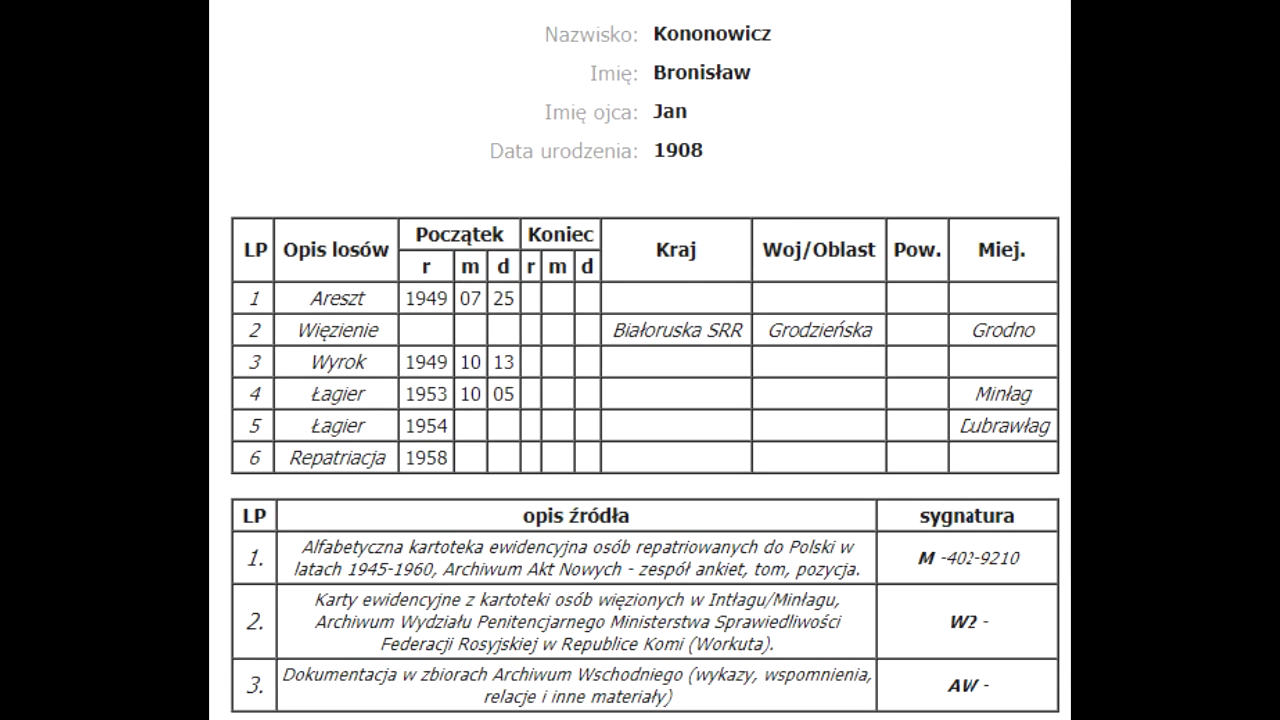 Nazwisko: Kononowicz
Imię: Bronisław
Imię ojca: Jan
Data urodzenia: 1908
LP Opis losów Początek Koniec Kraj Woj/Oblast Pow. Miej.
r m d r m d
1 Areszt 1949 07 25
2 Więzienie Białoruska SRR Grodzieńska Grodno
3 Wyrok 1949 10 13
4 Łagier 1953 10 05 Minłag
5 Łagier 1954 Dubrawłag
6 Repatriacja 1958
LP opis źródła sygnatura
1. Alfabetyczna kartoteka ewidencyjna osób repatriowanych do Polski w
latach 1945-1960, Archiwum Akt Nowych - zespół ankiet, tom, pozycja. M -402-9210
2. Karty ewidencyjne z kartoteki osób więzionych w Intłagu/Minłagu,
Archiwum Wydziału Penitencjarnego Ministerstwa Sprawiedliwości
Federacji Rosyjskiej w Republice Komi (Workuta). W2 -
3. Dokumentacja w zbiorach Archiwum Wschodniego (wykazy, wspomnienia,
relacje i inne materiały) AW -